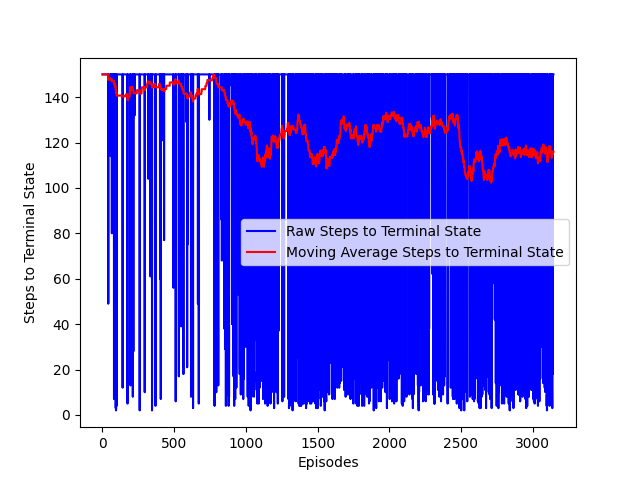 140
120
100
80
60
40
20
0
Steps to Terminal State
Raw Steps to Terminal State
Moving Average Steps to Terminal State
0 500 1000 1500 2000 2500 3000
Episodes